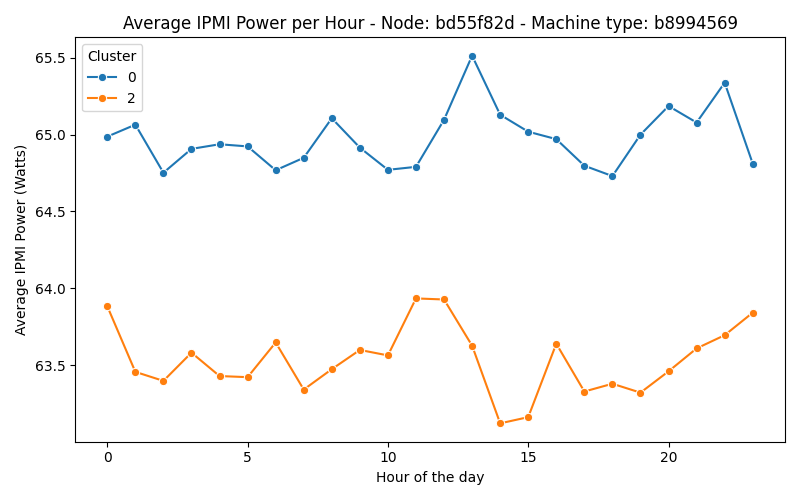 Average IPMI Power per Hour - Node: bd55f82d - Machine type: b8994569
Cluster
0
2
65.5
65.0
64.5
64.0
63.5
Average IPMI Power (Watts)
0 5 10 15 20
Hour of the day